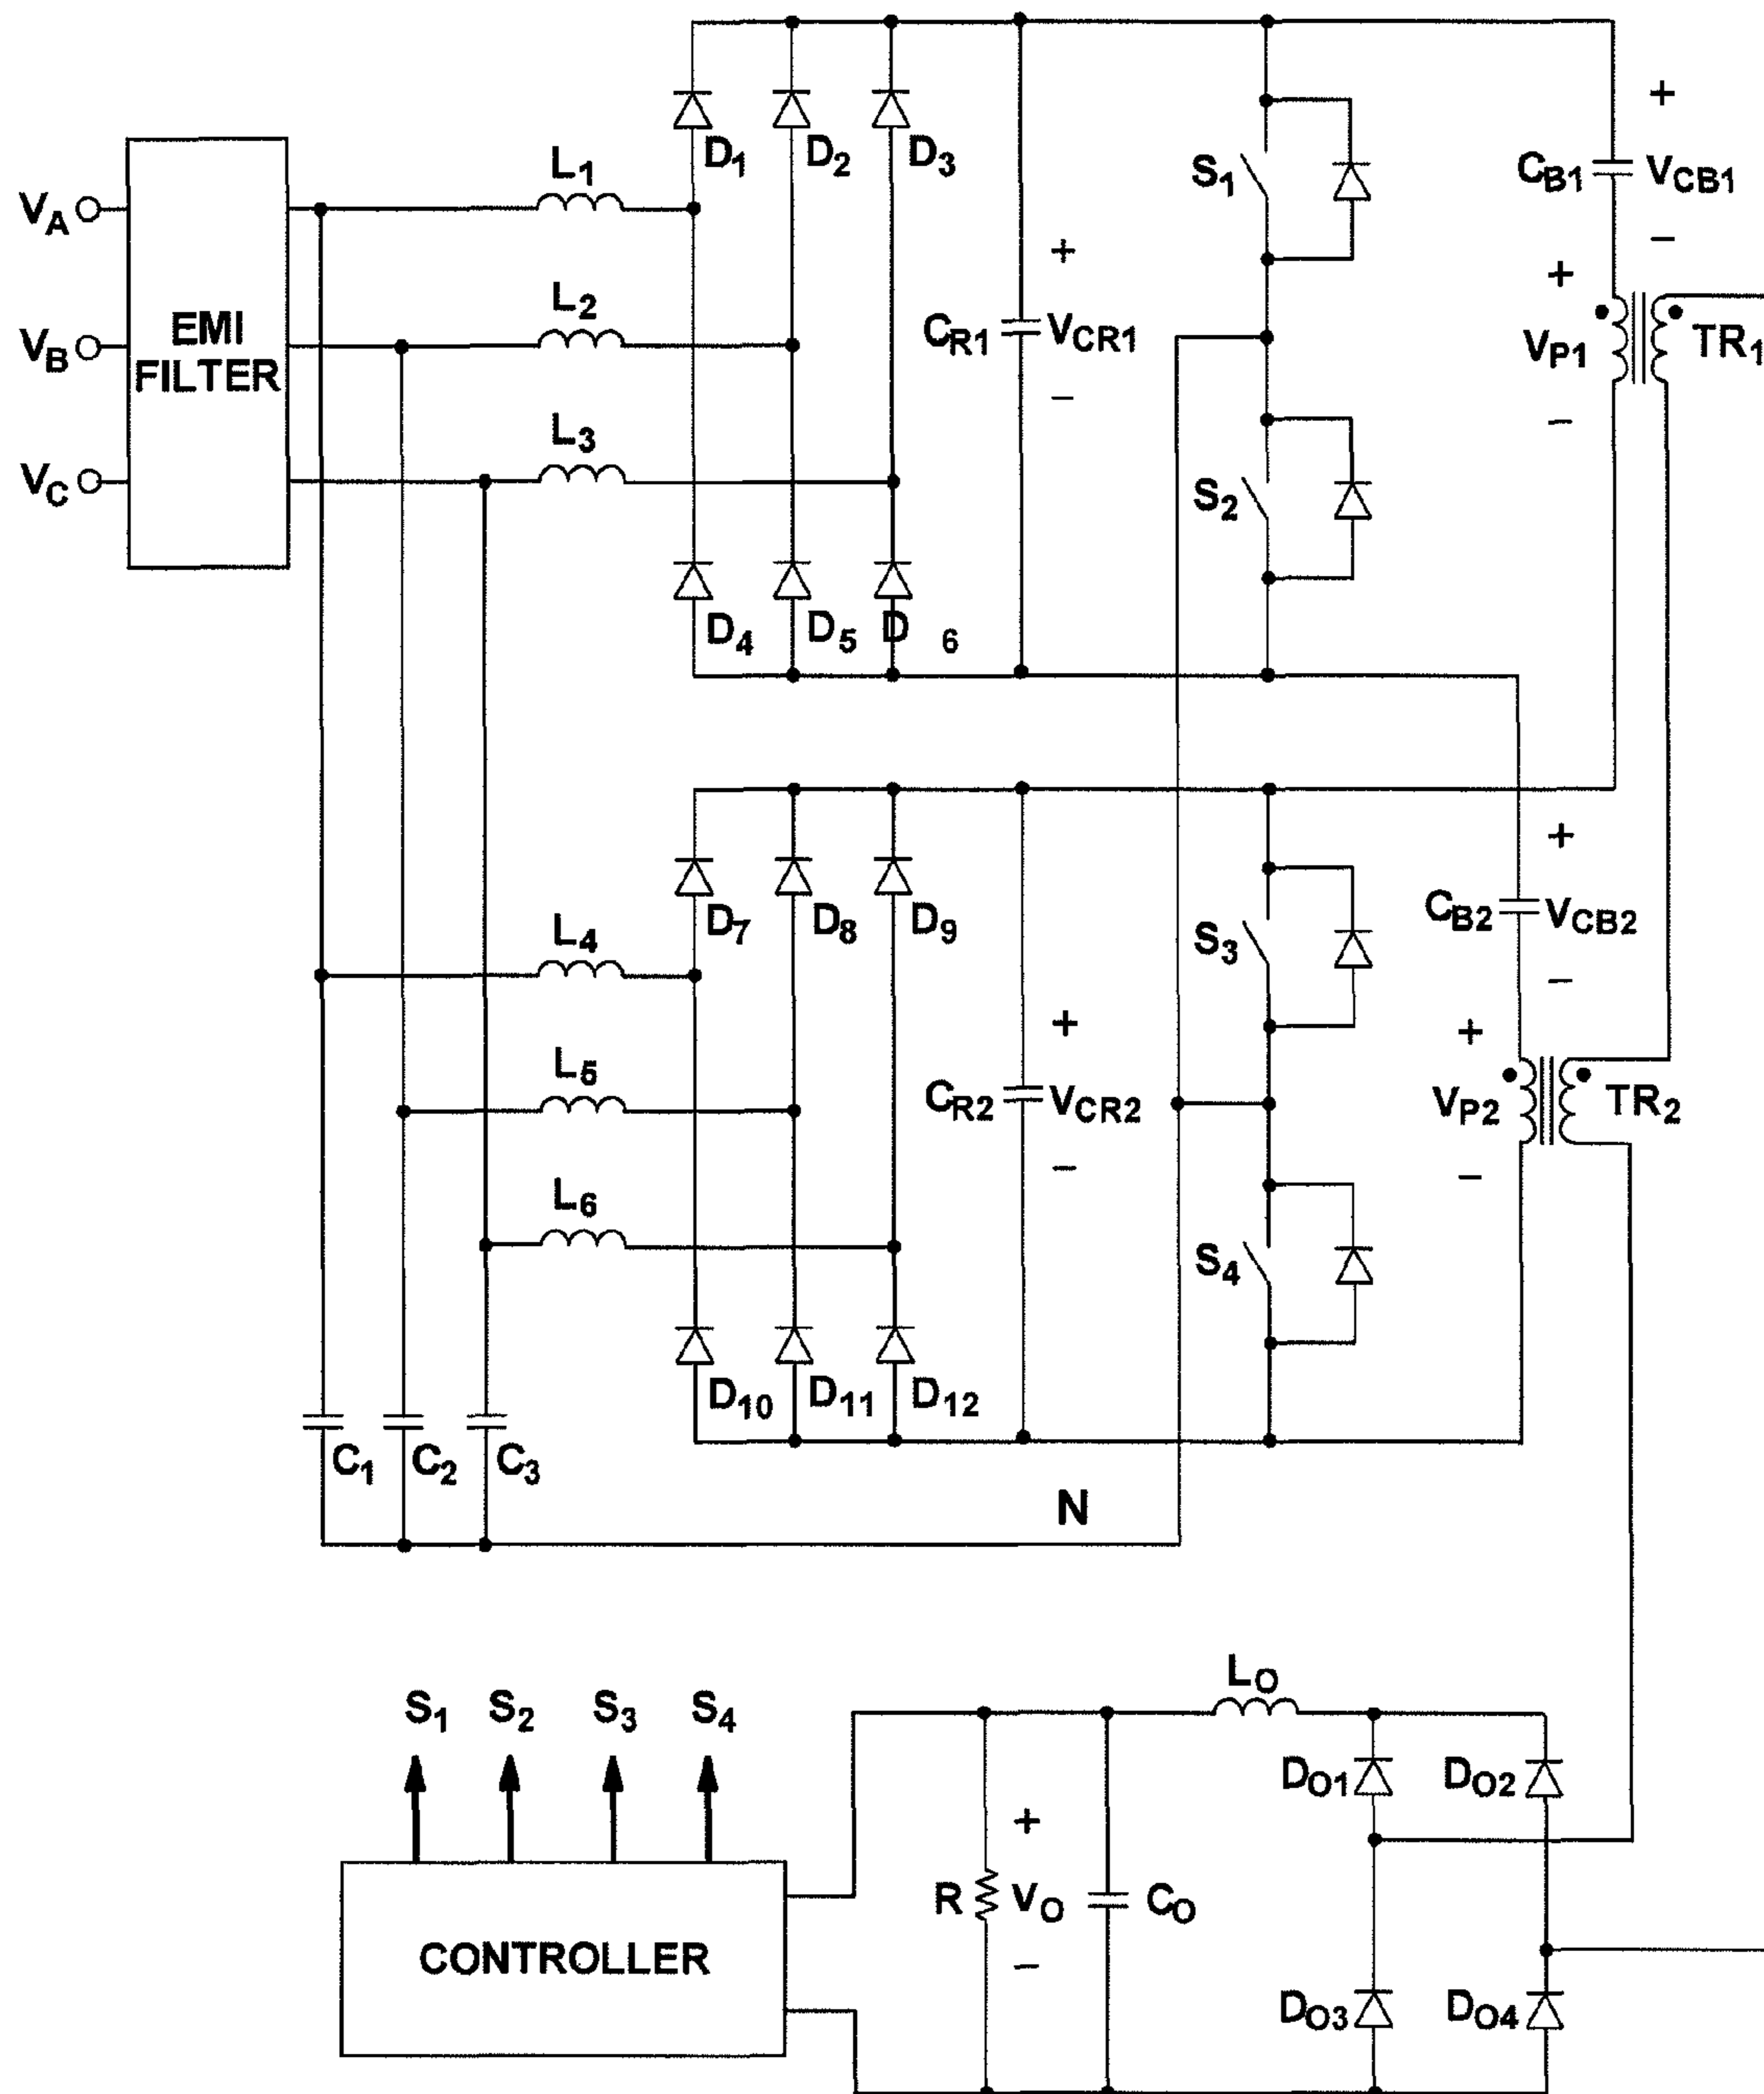 D1 D2 D3
L1
VA
EMI FILTER
L2
VB
L3
VC
D4 D5 D 6
CR1
+
VCR1
−
S1
S2
CB1
+
VCB1
−
+
VP1
−
TR1
D7 D8 D9
L4
L5
L6
D10 D11 D12
CR2
+
VCR2
−
S3
S4
CB2
+
VCB2
−
+
VP2
−
TR2
C1 C2 C3
N
S1 S2 S3 S4
CONTROLLER
LO
DO1 DO2
R
+
VO
−
CO
DO3 DO4